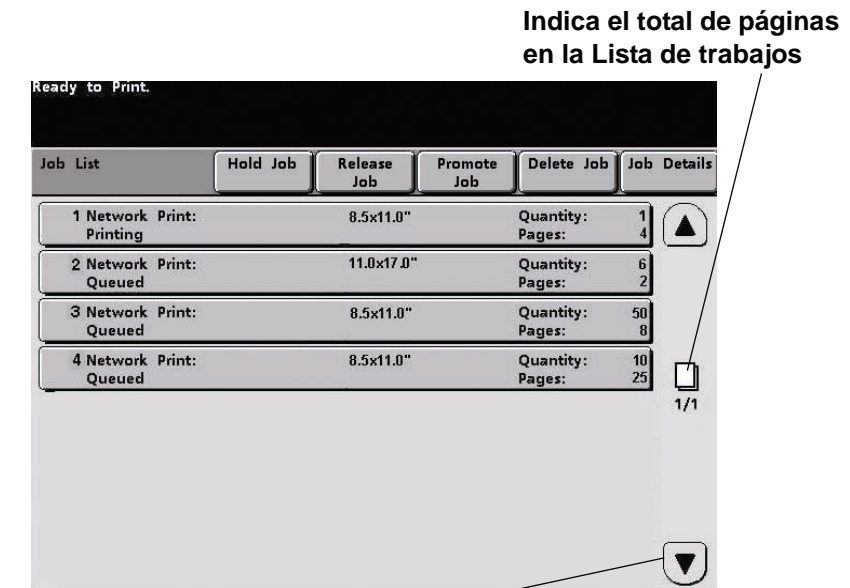 Indica el total de páginas
en la Lista de trabajos
Ready to Print.
Job List
Hold Job
Release
Job
Promote
Job
Delete Job
Job Details
1 Network Print: 8.5x11.0" Quantity: 1
Printing Pages: 4
2 Network Print: 11.0x17.0" Quantity: 6
Queued Pages: 2
3 Network Print: 8.5x11.0" Quantity: 50
Queued Pages: 8
4 Network Print: 8.5x11.0" Quantity: 10
Queued Pages: 25
1/1